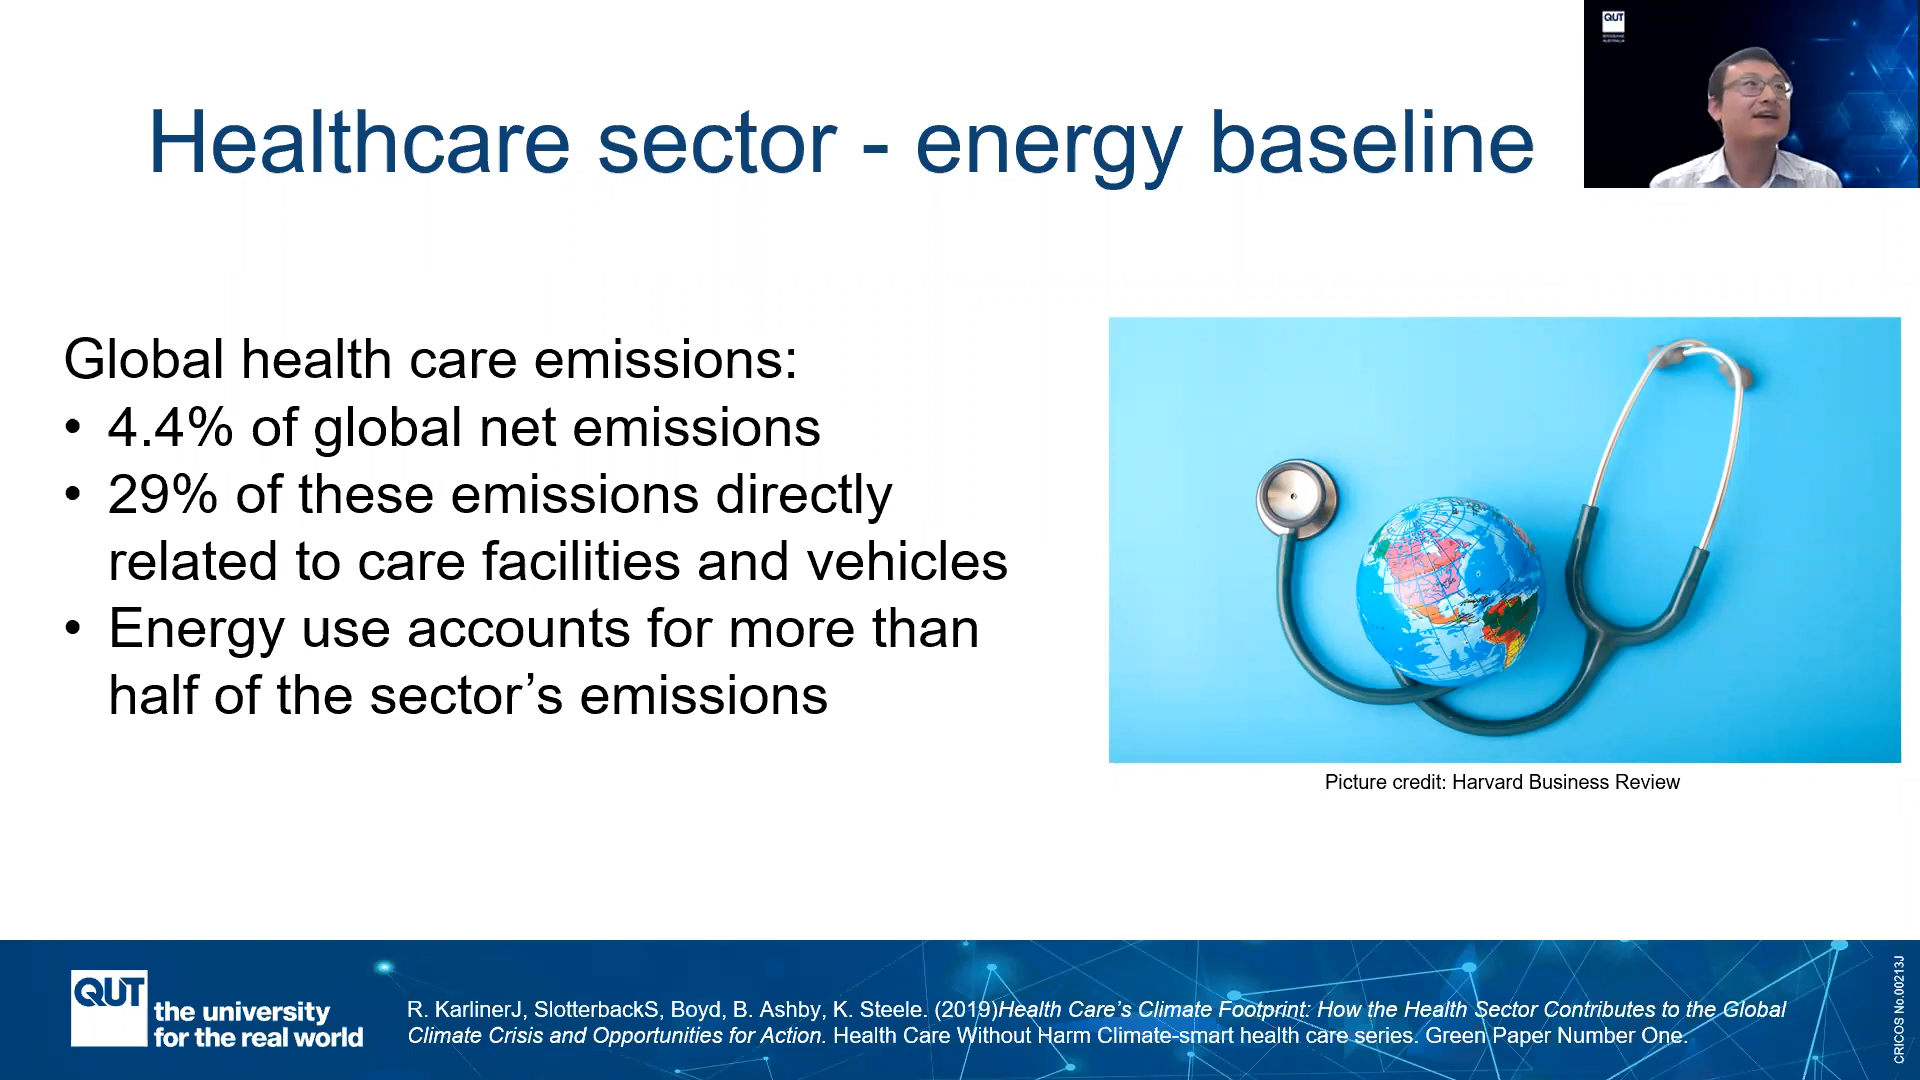 QUT
Healthcare sector - energy baseline
Global health care emissions:
• 4.4% of global net emissions
• 29% of these emissions directly
related to care facilities and vehicles
• Energy use accounts for more than
half of the sector’s emissions
Picture credit: Harvard Business Review
QUT
the university
for the real world
R. KarlinerJ, SlotterbackS, Boyd, B. Ashby, K. Steele. (2019)Health Care’s Climate Footprint: How the Health Sector Contributes to the Global
Climate Crisis and Opportunities for Action. Health Care Without Harm Climate-smart health care series. Green Paper Number One.
CRICOS No.00213J